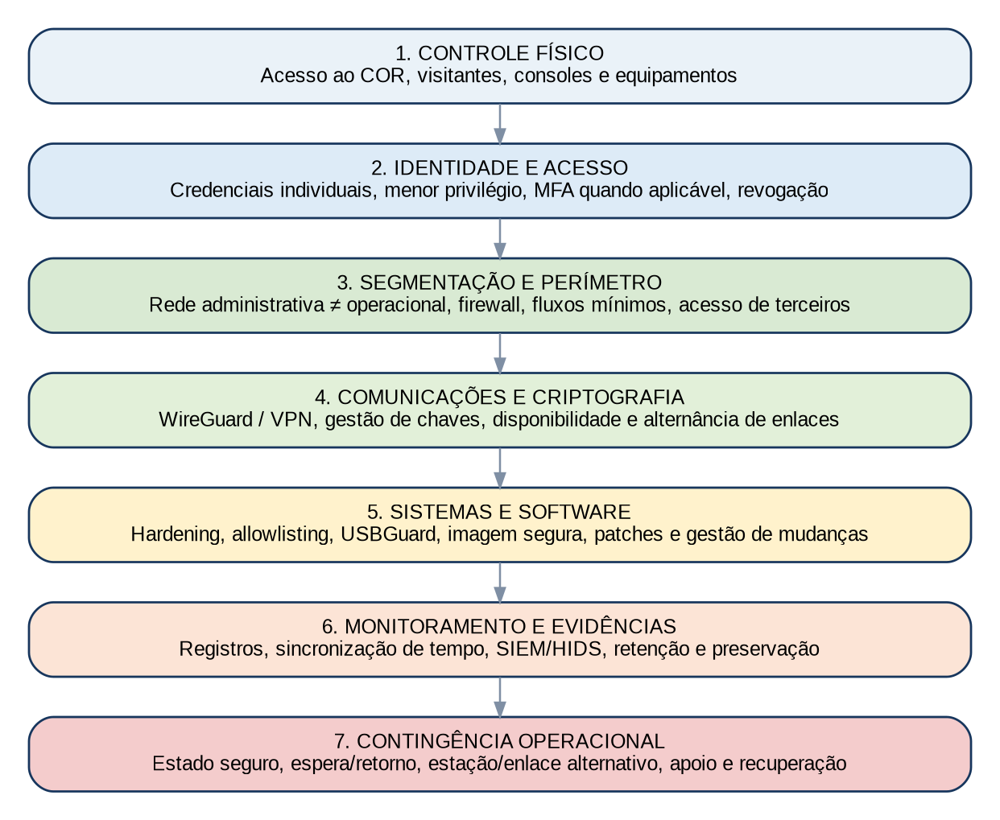 1. CONTROLE FÍSICO
Acesso ao COR, visitantes, consoles e equipamentos
2. IDENTIDADE E ACESSO
Credenciais individuais, menor privilégio, MFA quando aplicável, revogação
3. SEGMENTAÇÃO E PERÍMETRO
Rede administrativa ≠ operacional, firewall, fluxos mínimos, acesso de terceiros
4. COMUNICAÇÕES E CRIPTOGRAFIA
WireGuard / VPN, gestão de chaves, disponibilidade e alternância de enlaces
5. SISTEMAS E SOFTWARE
Hardening, allowlisting, USBGuard, imagem segura, patches e gestão de mudanças
6. MONITORAMENTO E EVIDÊNCIAS
Registros, sincronização de tempo, SIEM/HIDS, retenção e preservação
7. CONTINGÊNCIA OPERACIONAL
Estado seguro, espera/retorno, estação/enlace alternativo, apoio e recuperação